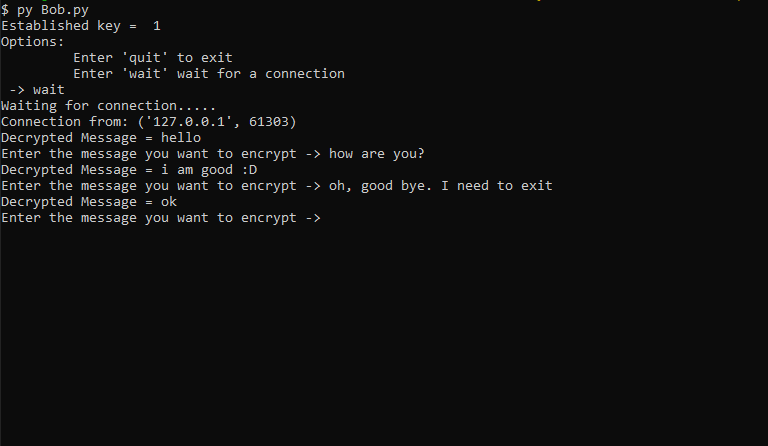 $ py Bob.py
Established key =  1
Options:
         Enter 'quit' to exit
         Enter 'wait' wait for a connection
 -> wait
Waiting for connection.....
Connection from: ('127.0.0.1', 61303)
Decrypted Message = hello
Enter the message you want to encrypt -> how are you?
Decrypted Message = i am good :D
Enter the message you want to encrypt -> oh, good bye. I need to exit
Decrypted Message = ok
Enter the message you want to encrypt ->